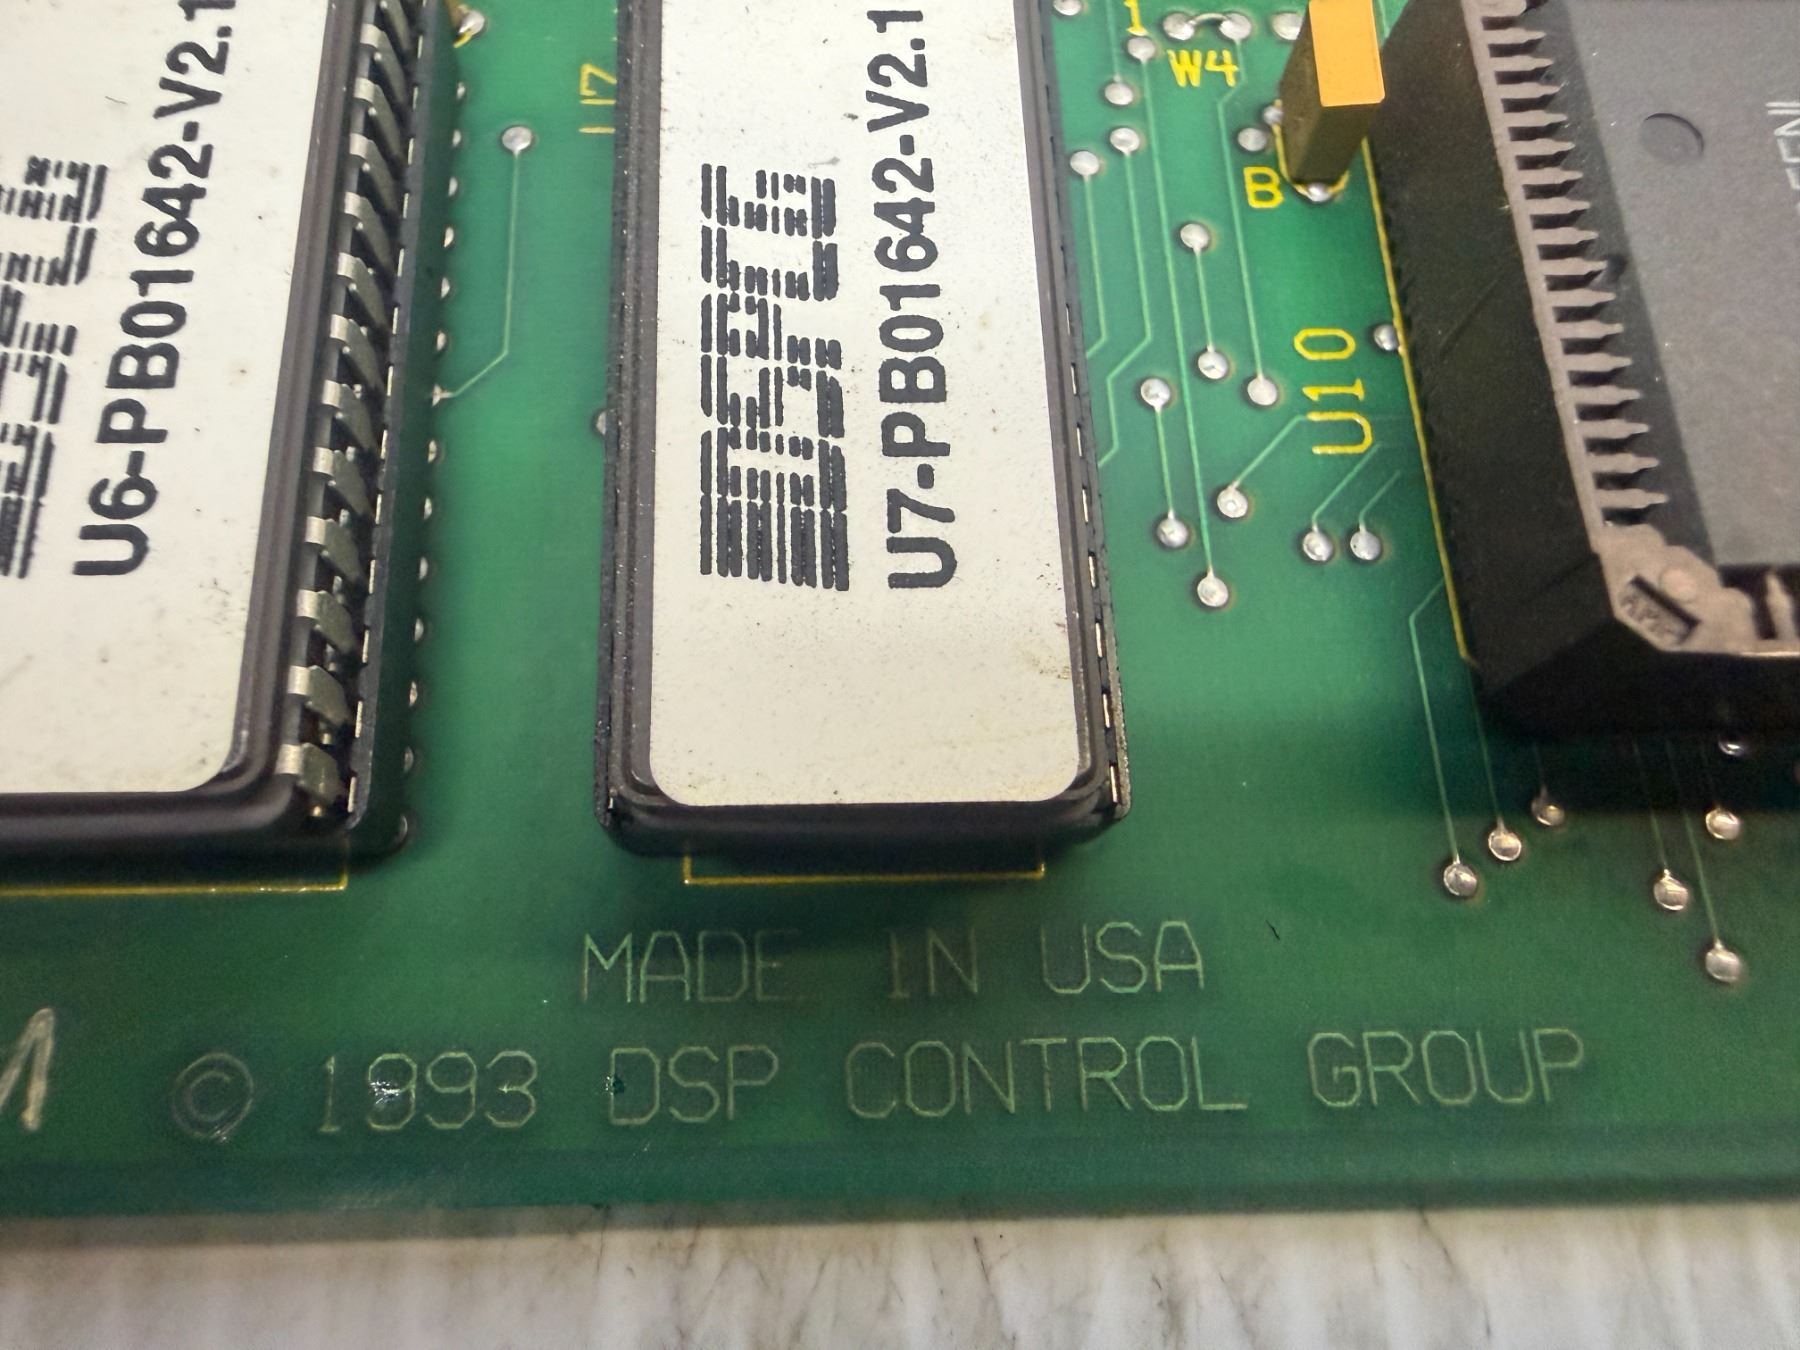 U6-PB01642-V2.1
U7
U7-PB01642-V2.1
1
W4
B
U10
MADE IN USA
© 1993 DSP CONTROL GROUP